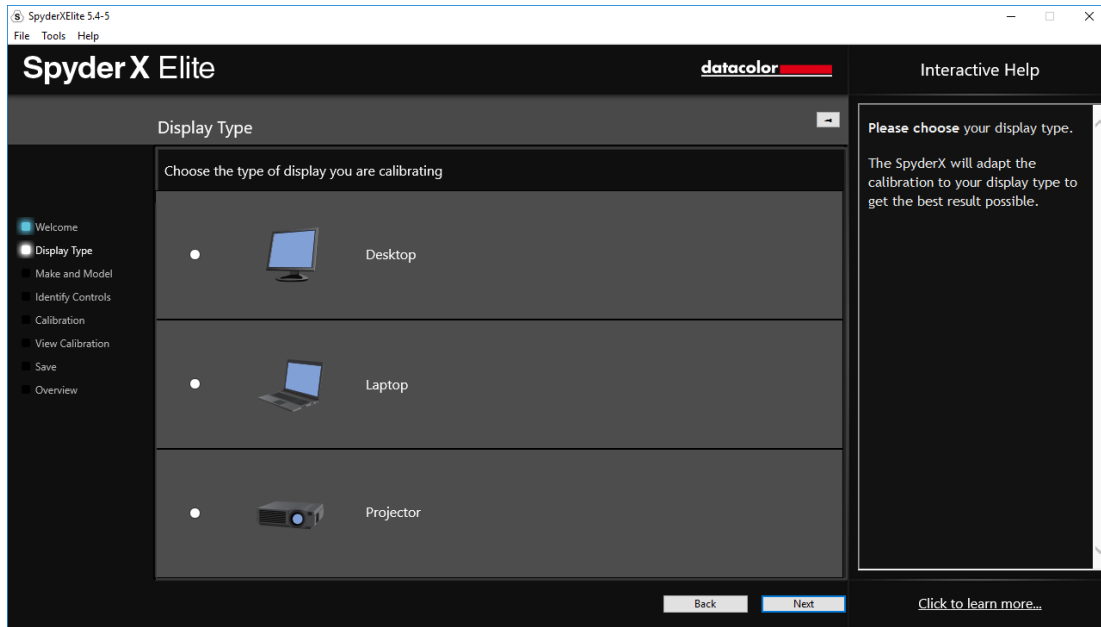 SpyderXElite 5.4-5
File Tools Help
Spyder X Elite
datacolor
Interactive Help
Display Type
Please choose your display type.
The SpyderX will adapt the
calibration to your display type to
get the best result possible.
Choose the type of display you are calibrating
Welcome
Display Type
Make and Model
Identify Controls
Calibration
View Calibration
Save
Overview
Desktop
Laptop
Projector
Back
Next
Click to learn more...